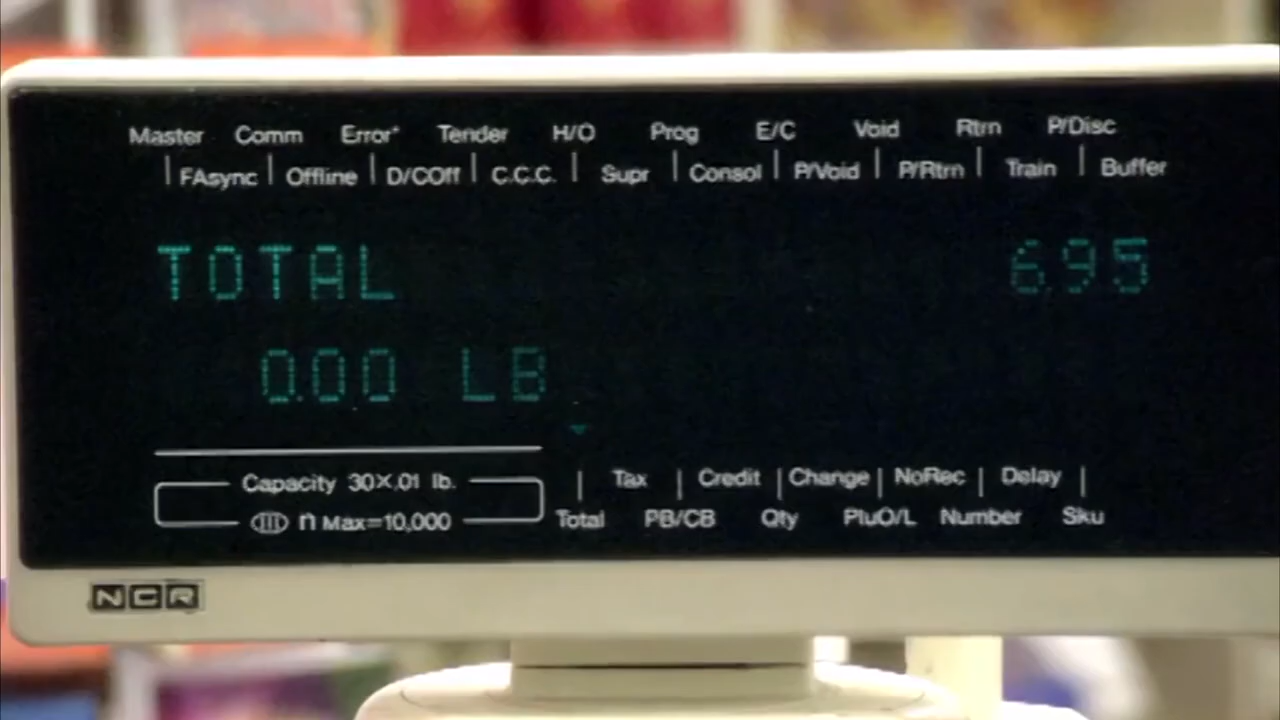 Master Comm Error* Tender H/O Prog E/C Void Rtrn P/Disc
FAsync Offline D/COff C.C.C. Supr Consol P/Void P/Rtrn Train Buffer
TOTAL 6.95
0.00 LB
Capacity 30X.01 lb.
III n Max=10,000
Tax Credit Change NoRec Delay
Total PB/CB Qty PluO/L Number Sku
NCR